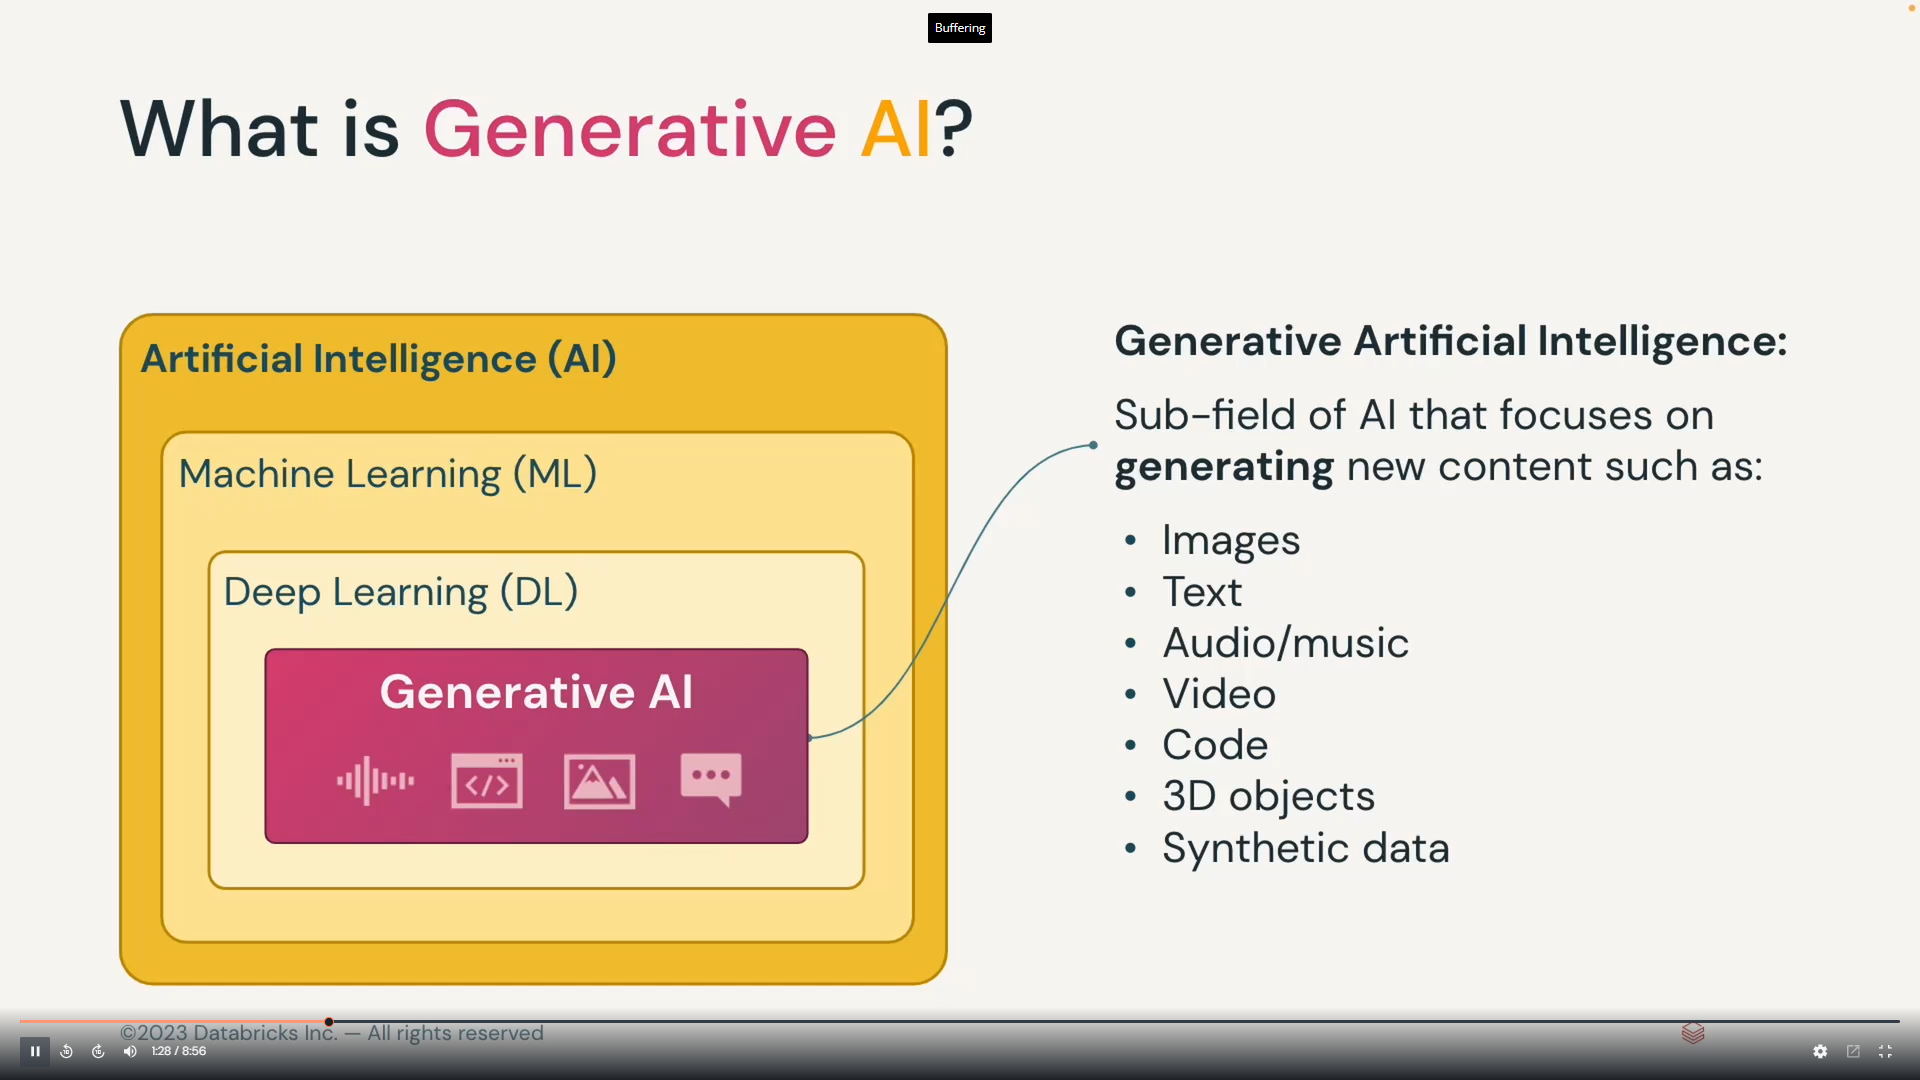 Buffering
What is Generative AI?
Artificial Intelligence (AI)
Machine Learning (ML)
Deep Learning (DL)
Generative AI
Generative Artificial Intelligence:
Sub-field of AI that focuses on
generating new content such as:
• Images
• Text
• Audio/music
• Video
• Code
• 3D objects
• Synthetic data
©2023 Databricks Inc. — All rights reserved
1:28 / 8:56